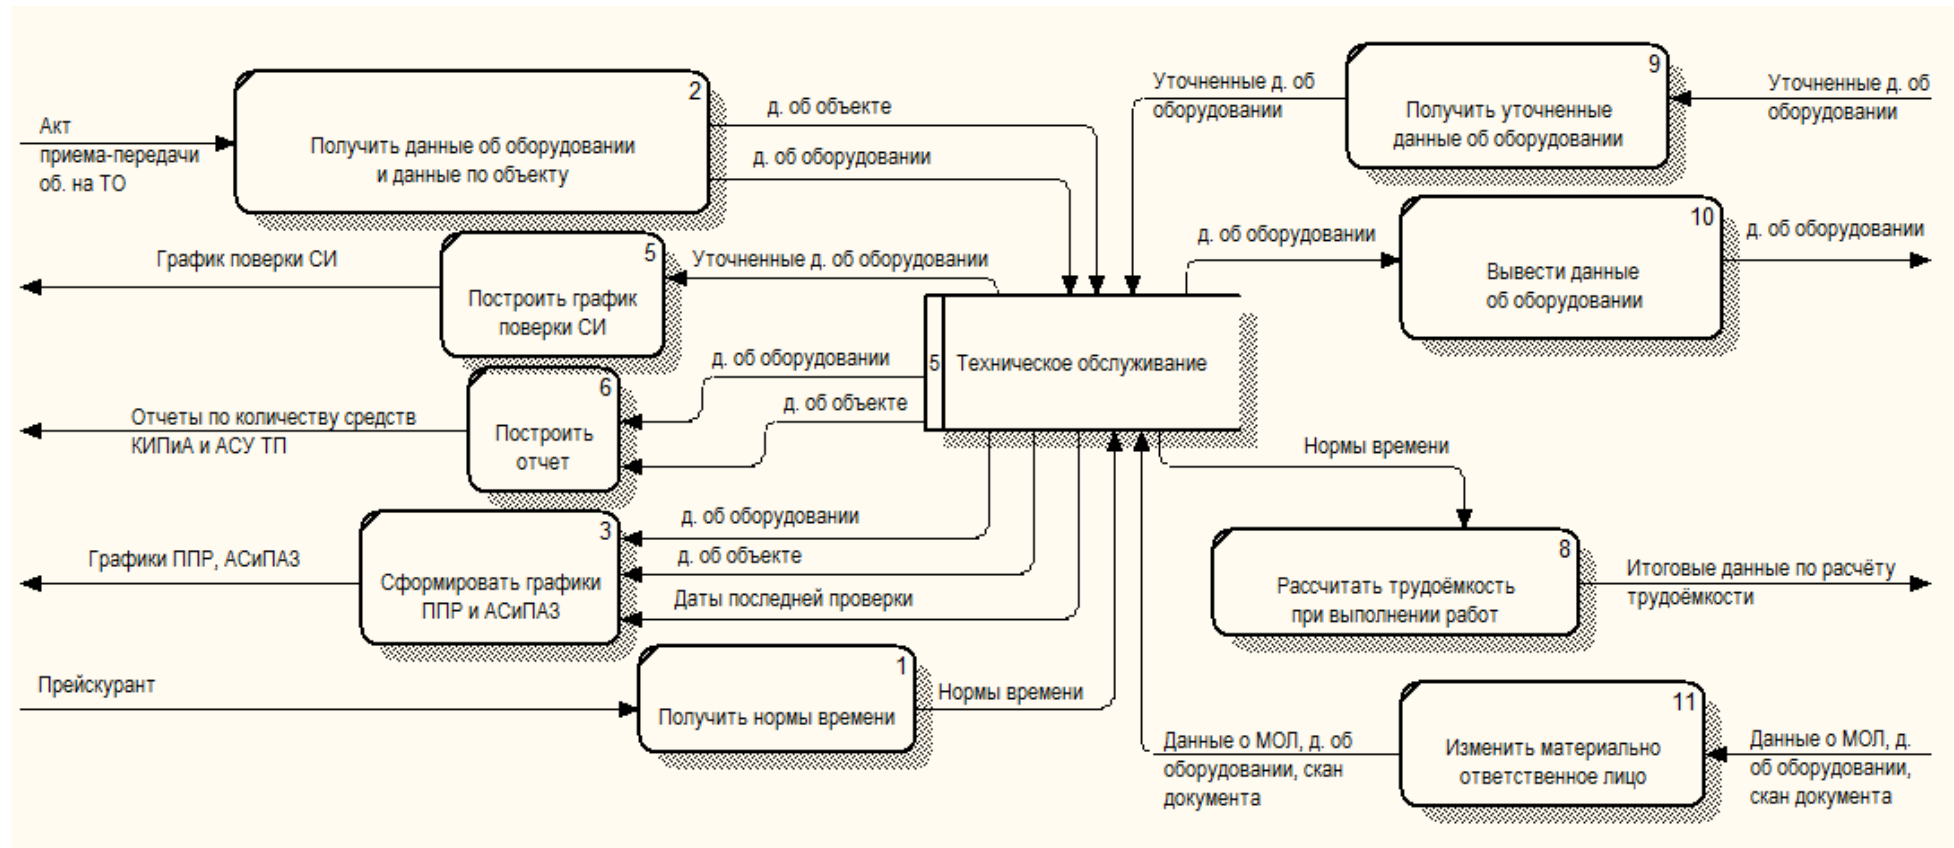 2
Получить данные об оборудовании
и данные по объекту
Акт
приема-передачи
об. на ТО
д. об объекте
д. об оборудовании
Уточненные д. об
оборудовании
9
Получить уточненные
данные об оборудовании
Уточненные д. об
оборудовании
График поверки СИ
5
Построить график
поверки СИ
Уточненные д. об оборудовании
д. об оборудовании
10
Вывести данные
об оборудовании
д. об оборудовании
5
Техническое обслуживание
Отчеты по количеству средств
КИПиА и АСУ ТП
6
Построить
отчет
д. об оборудовании
д. об объекте
Нормы времени
Графики ППР, АСиПАЗ
3
Сформировать графики
ППР и АСиПАЗ
д. об оборудовании
д. об объекте
Даты последней проверки
8
Рассчитать трудоёмкость
при выполнении работ
Итоговые данные по расчёту
трудоёмкости
Прейскурант
1
Получить нормы времени
Нормы времени
Данные о МОЛ, д. об
оборудовании, скан
документа
11
Изменить материально
ответственное лицо
Данные о МОЛ, д.
об оборудовании,
скан документа